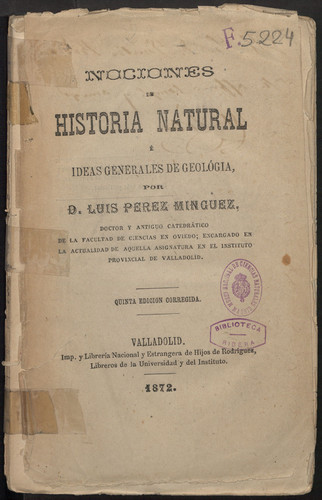 F.5224
NOCIONES
DE
HISTORIA NATURAL
É
IDEAS GENERALES DE GEOLÓGIA,
POR
D. LUIS PEREZ MINGUEZ,
DOCTOR Y ANTIGUO CATEDRÁTICO
DE LA FACULTAD DE CIENCIAS EN OVIEDO; ENCARGADO EN
LA ACTUALIDAD DE AQUELLA ASIGNATURA EN EL INSTITUTO
PROVINCIAL DE VALLADOLID.
QUINTA EDICION CORREGIDA.
BIBLIOTECA
VALLADOLID.
Imp. y Librería Nacional y Estrangera de Hijos de Rodriguez,
Libreros de la Universidad y del Instituto.
1872.